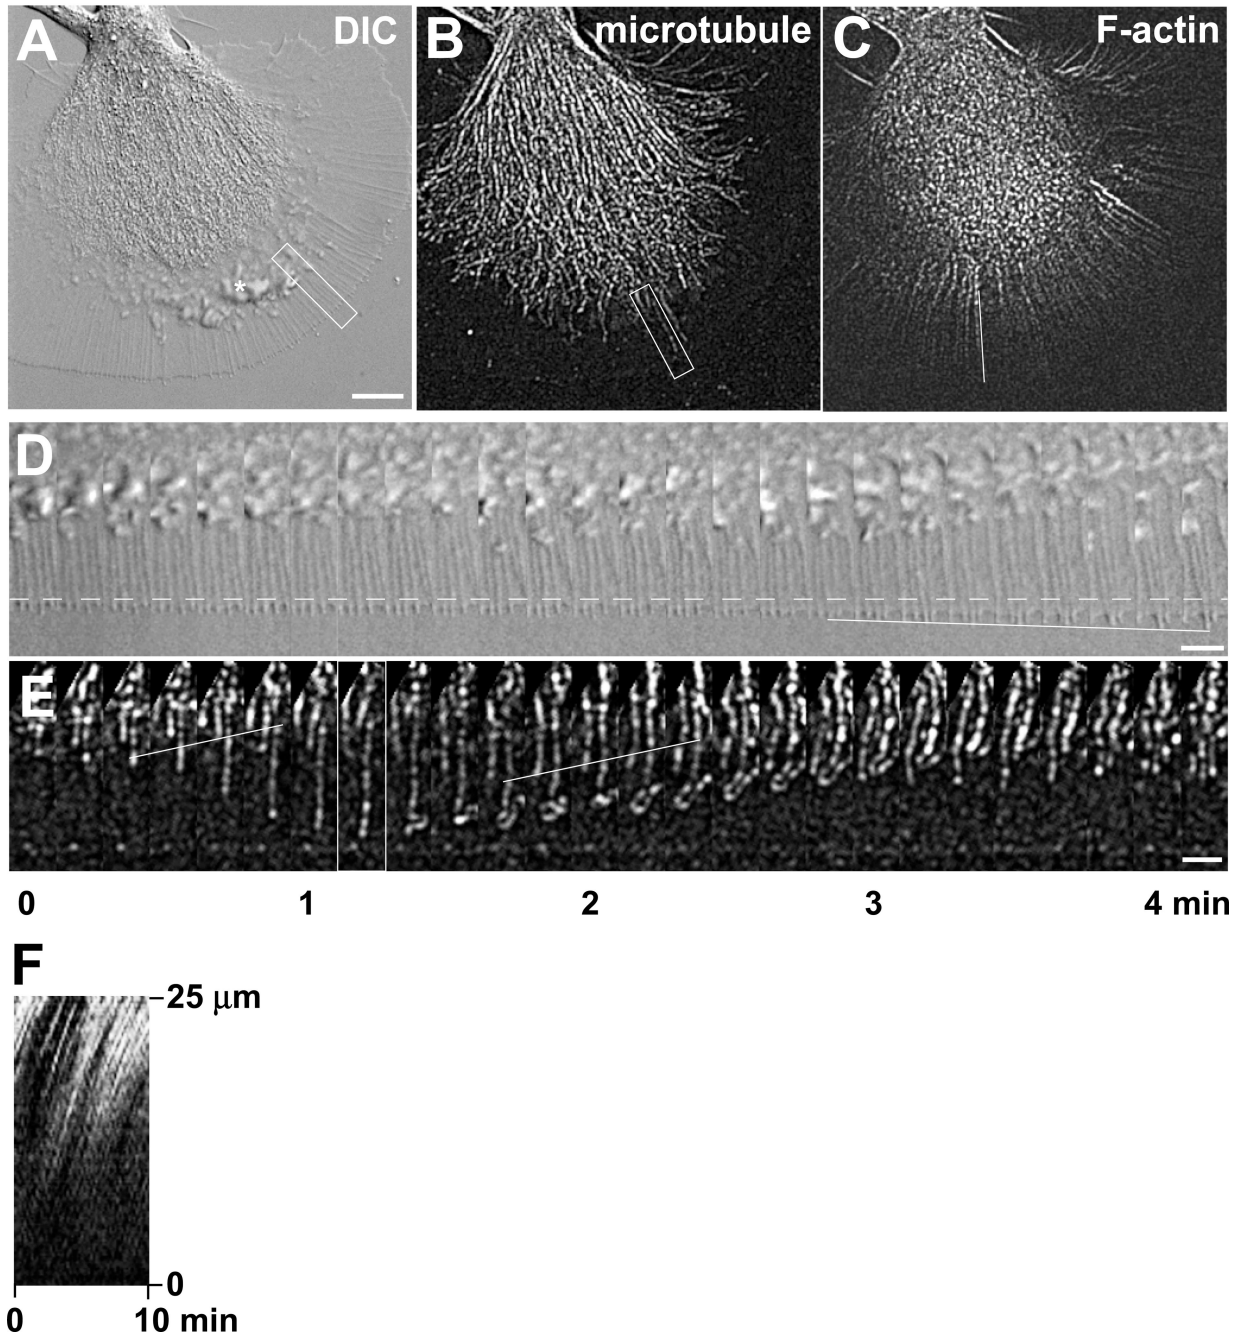 A DIC
B microtubule
C F-actin
*
D
E
0 1 2 3 4 min
F
25 μm
0
0 10 min